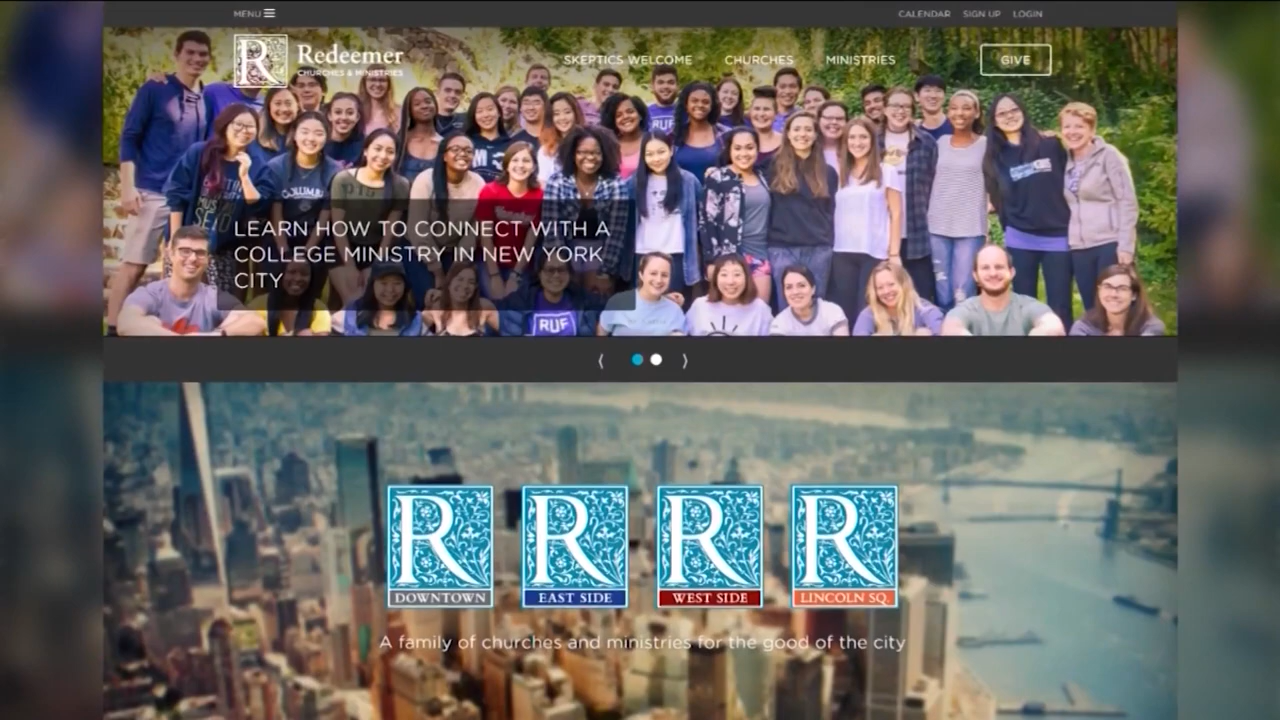 MENU
CALENDAR SIGN UP LOGIN
R Redeemer
CHURCHES & MINISTRIES
SKEPTICS WELCOME CHURCHES MINISTRIES GIVE
RUF
COLUMBIA
LEARN HOW TO CONNECT WITH A
COLLEGE MINISTRY IN NEW YORK
CITY
RUF
R R R R
DOWNTOWN EAST SIDE WEST SIDE LINCOLN SQ.
A family of churches and ministries for the good of the city